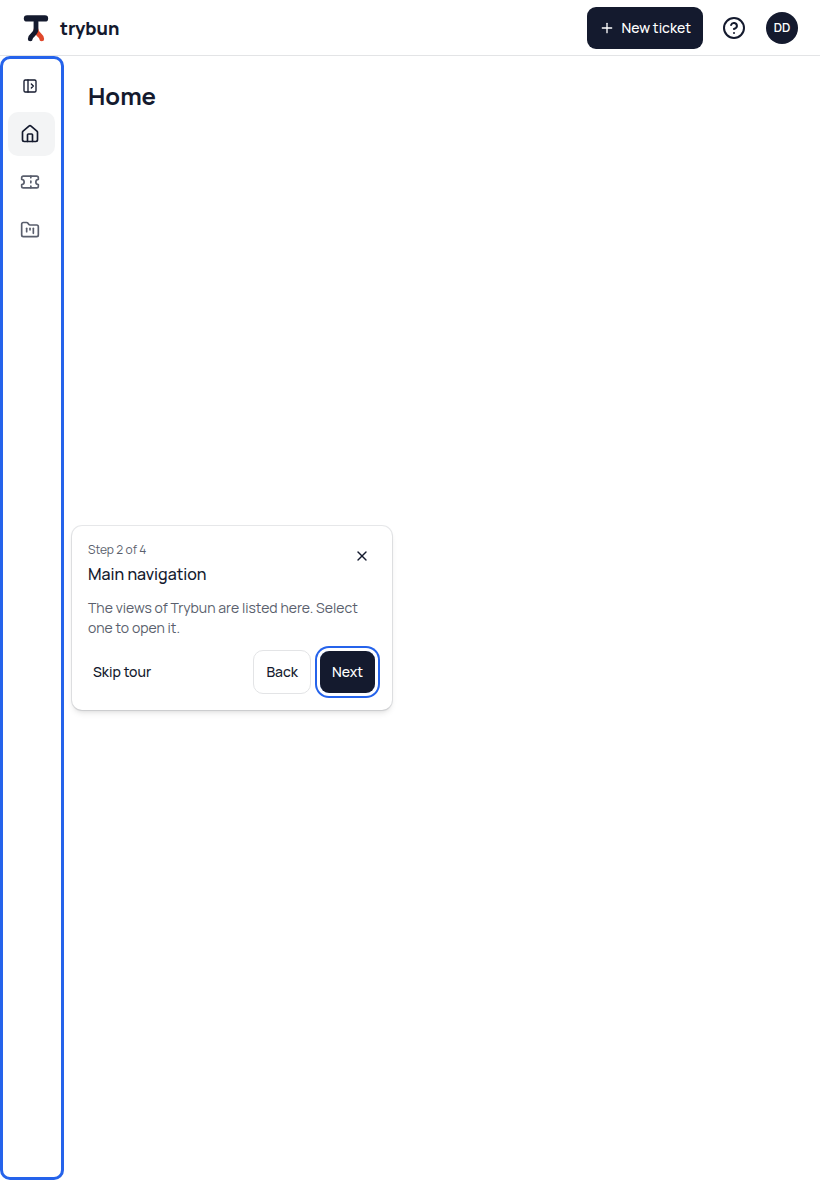 trybun
New ticket
DD
Home
Step 2 of 4
Main navigation
The views of Trybun are listed here. Select
one to open it.
Skip tour
Back
Next